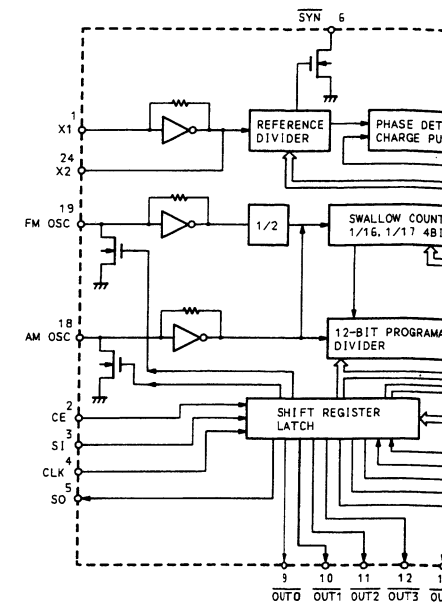 SYN 6
1
X1
REFERENCE
DIVIDER
PHASE DET
CHARGE PU
24
X2
19
FM OSC
1/2
SWALLOW COUNT
1/16, 1/17 4BI
18
AM OSC
12-BIT PROGRAMA
DIVIDER
2
CE
SHIFT REGISTER
LATCH
3
SI
4
CLK
5
SO
9 10 11 12 1
OUT0 OUT1 OUT2 OUT3 OU